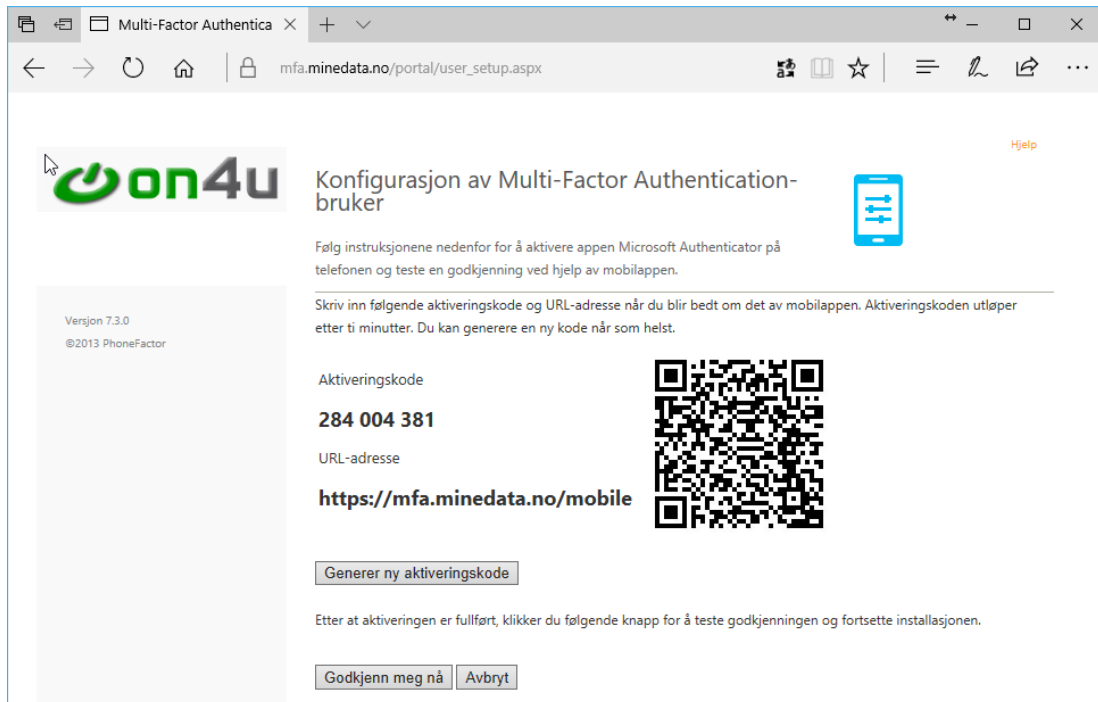 Multi-Factor Authentica
mfa.minedata.no/portal/user_setup.aspx
Hjelp
on4u
Konfigurasjon av Multi-Factor Authentication-
bruker
Følg instruksjonene nedenfor for å aktivere appen Microsoft Authenticator på
telefonen og teste en godkjenning ved hjelp av mobilappen.
Versjon 7.3.0
©2013 PhoneFactor
Skriv inn følgende aktiveringskode og URL-adresse når du blir bedt om det av mobilappen. Aktiveringskoden utløper
etter ti minutter. Du kan generere en ny kode når som helst.
Aktiveringskode
284 004 381
URL-adresse
https://mfa.minedata.no/mobile
Generer ny aktiveringskode
Etter at aktiveringen er fullført, klikker du følgende knapp for å teste godkjenningen og fortsette installasjonen.
Godkjenn meg nå Avbryt